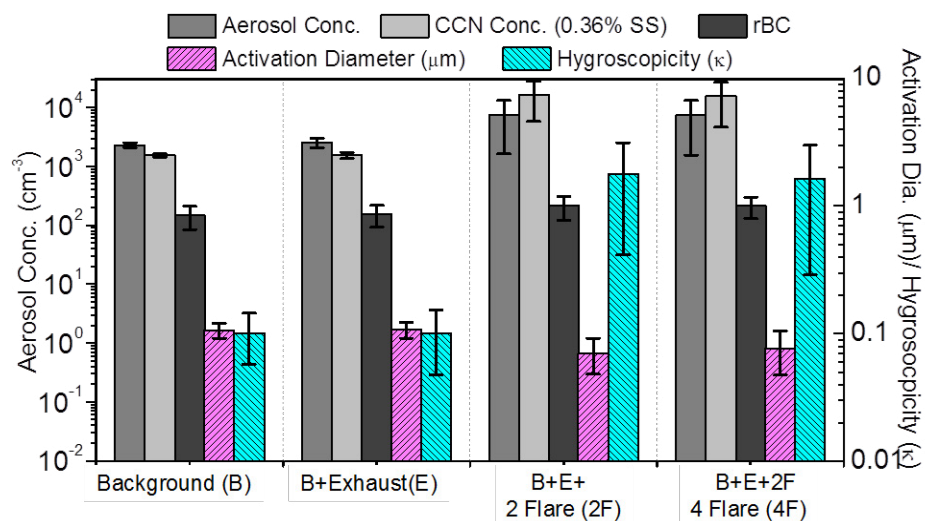 Aerosol Conc. CCN Conc. (0.36% SS) rBC
Activation Diameter (μm) Hygroscopicity (κ)
Aerosol Conc. (cm-3)
10⁴
10³
10²
10¹
10⁰
10⁻¹
10⁻²
Background (B)
B+Exhaust(E)
B+E+
2 Flare (2F)
B+E+2F
4 Flare (4F)
10
1
0.1
0.01
Activation Dia. (μm)/ Hygroscopicity (κ)